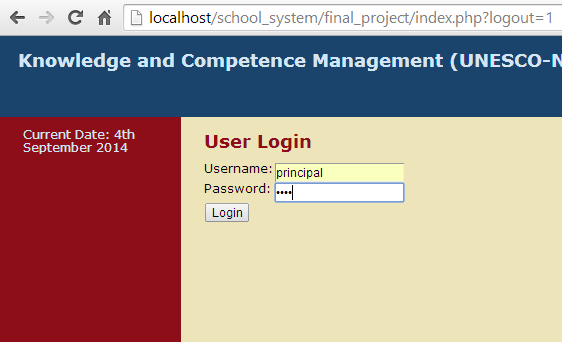 localhost/school_system/final_project/index.php?logout=1
Knowledge and Competence Management (UNESCO-N
Current Date: 4th
September 2014
User Login
Username: principal
Password: ••••
Login